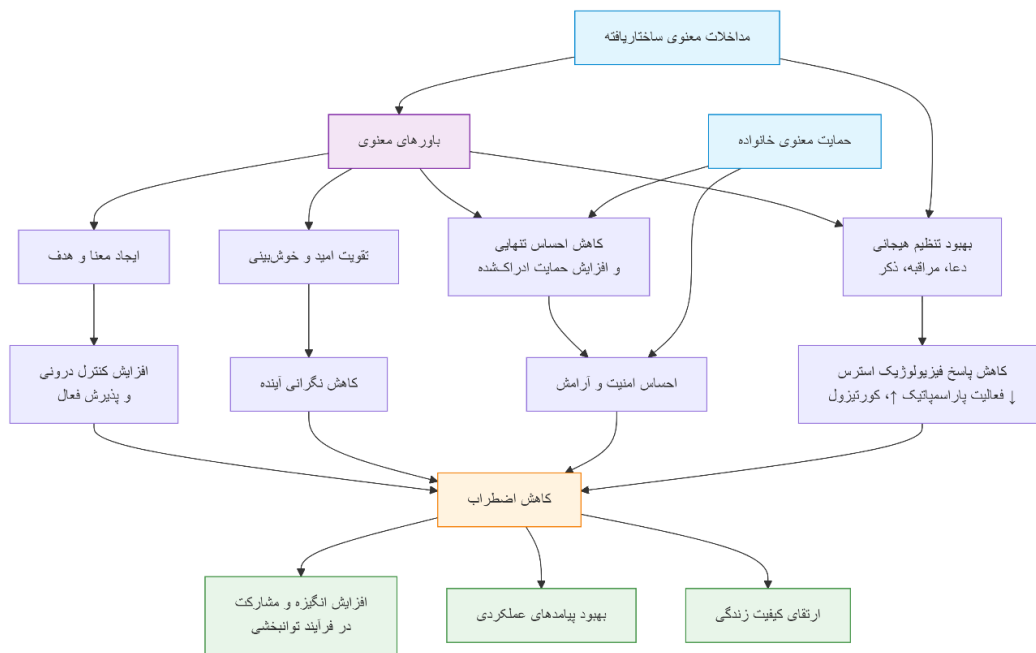 مداخلات معنوی ساختاریافته
باورهای معنوی
حمایت معنوی خانواده
ایجاد معنا و هدف
تقویت امید و خوش‌بینی
کاهش احساس تنهایی
و افزایش حمایت ادراک‌شده
بهبود تنظیم هیجانی
دعا، مراقبه، ذکر
افزایش کنترل درونی
و پذیرش فعال
کاهش نگرانی آینده
احساس امنیت و آرامش
کاهش پاسخ فیزیولوژیک استرس
فعالیت پاراسمپاتیک ↑، کورتیزول ↓
کاهش اضطراب
افزایش انگیزه و مشارکت
در فرآیند توانبخشی
بهبود پیامدهای عملکردی
ارتقای کیفیت زندگی